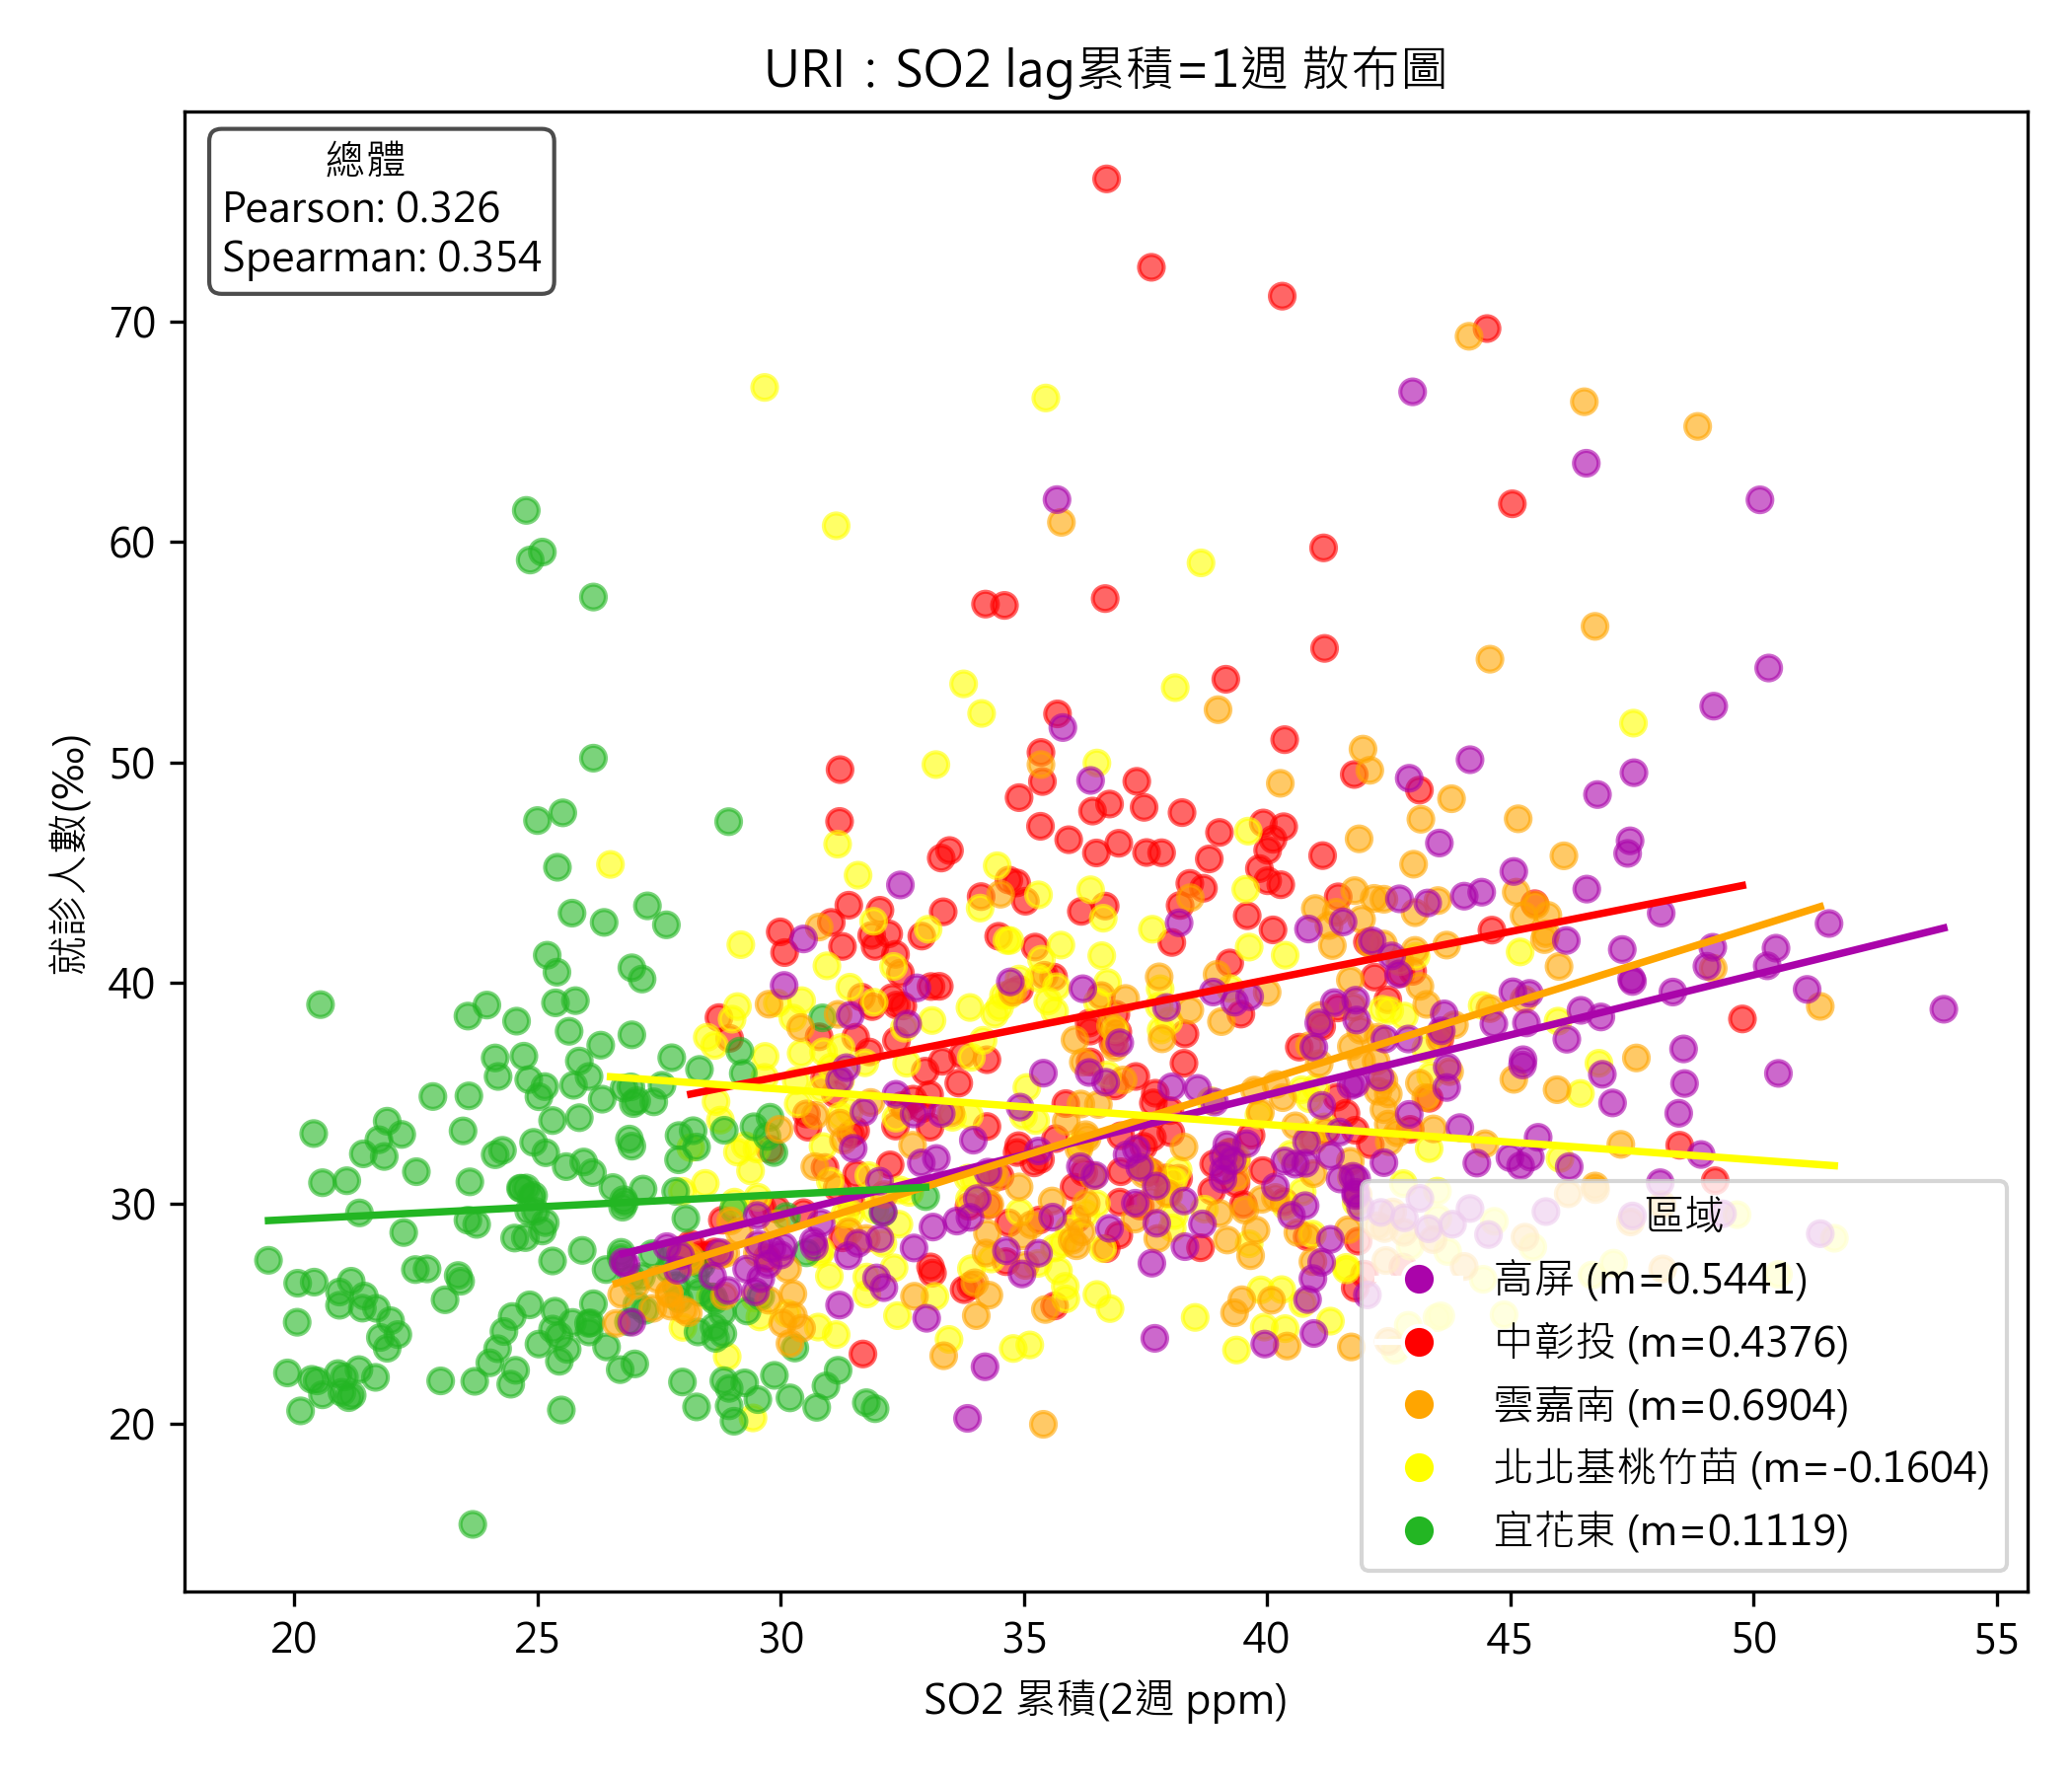 URI：SO2 lag累積=1週 散布圖
總體
Pearson: 0.326
Spearman: 0.354
就診人數(‰)
70
60
50
40
30
20
區域
高屏 (m=0.5441)
中彰投 (m=0.4376)
雲嘉南 (m=0.6904)
北北基桃竹苗 (m=-0.1604)
宜花東 (m=0.1119)
20 25 30 35 40 45 50 55
SO2 累積(2週 ppm)